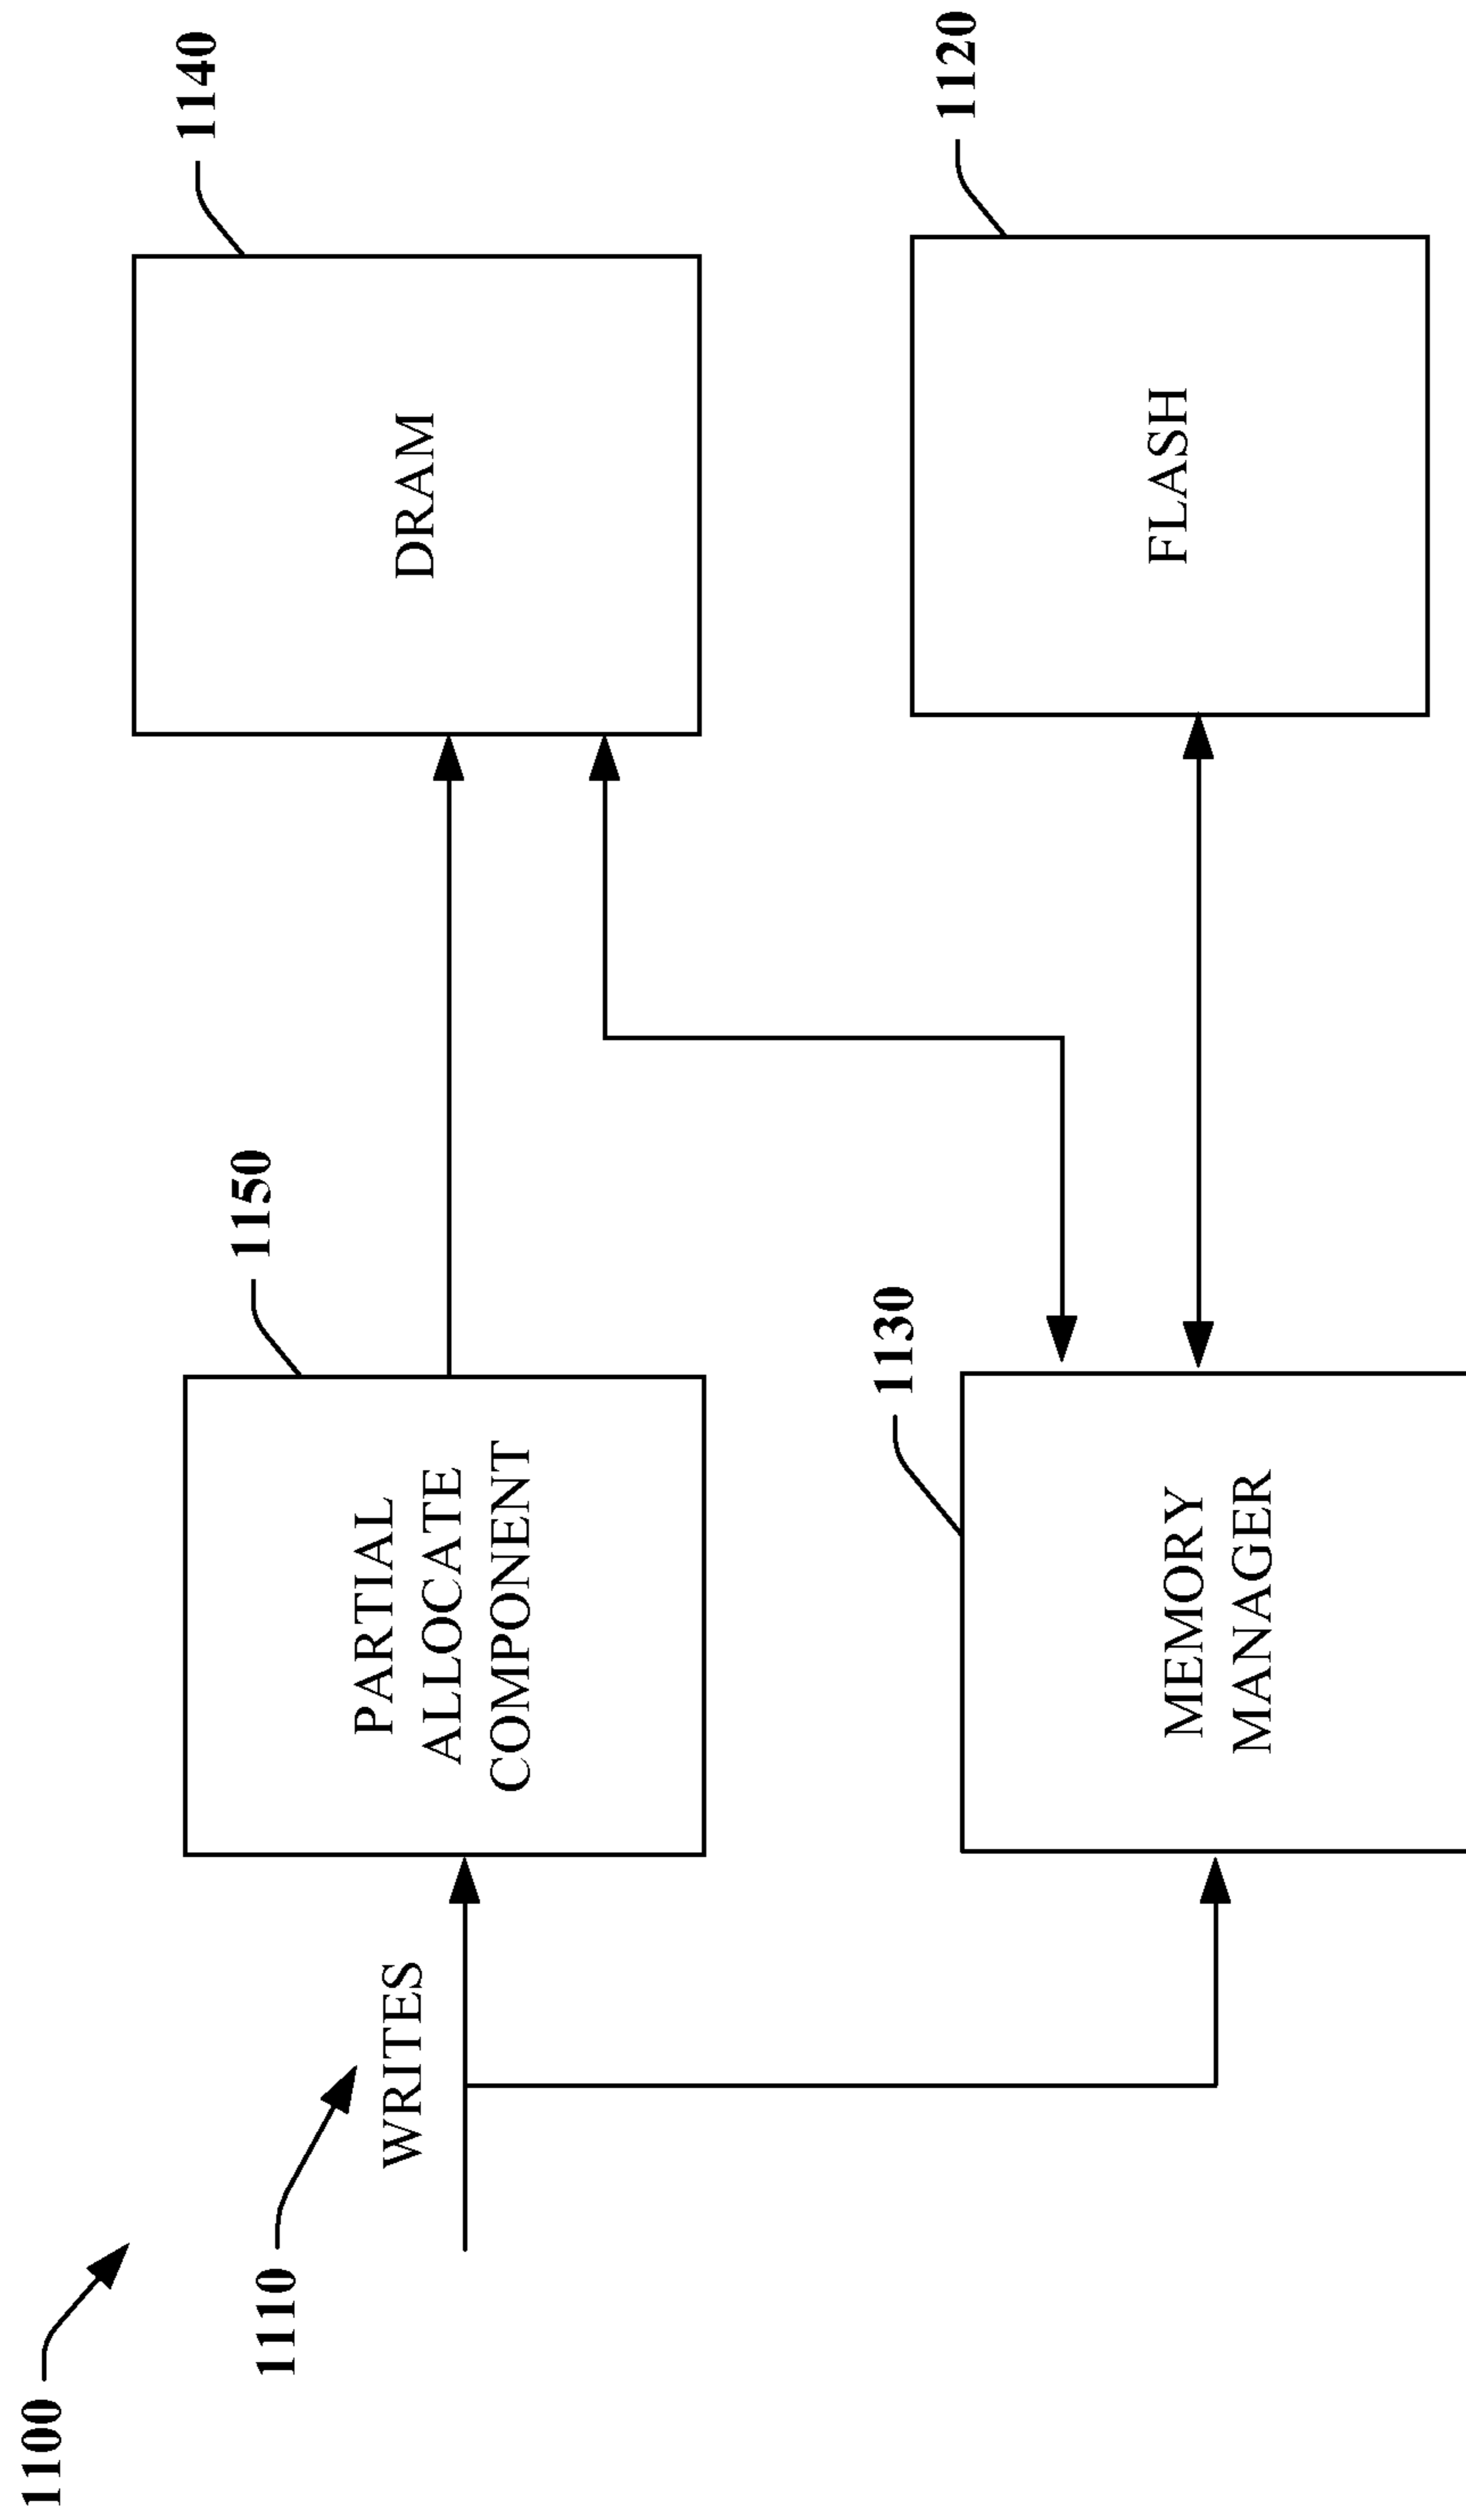 1100
1110
WRITES
1150
PARTIAL
ALLOCATE
COMPONENT
1140
DRAM
1130
MEMORY
MANAGER
1120
FLASH